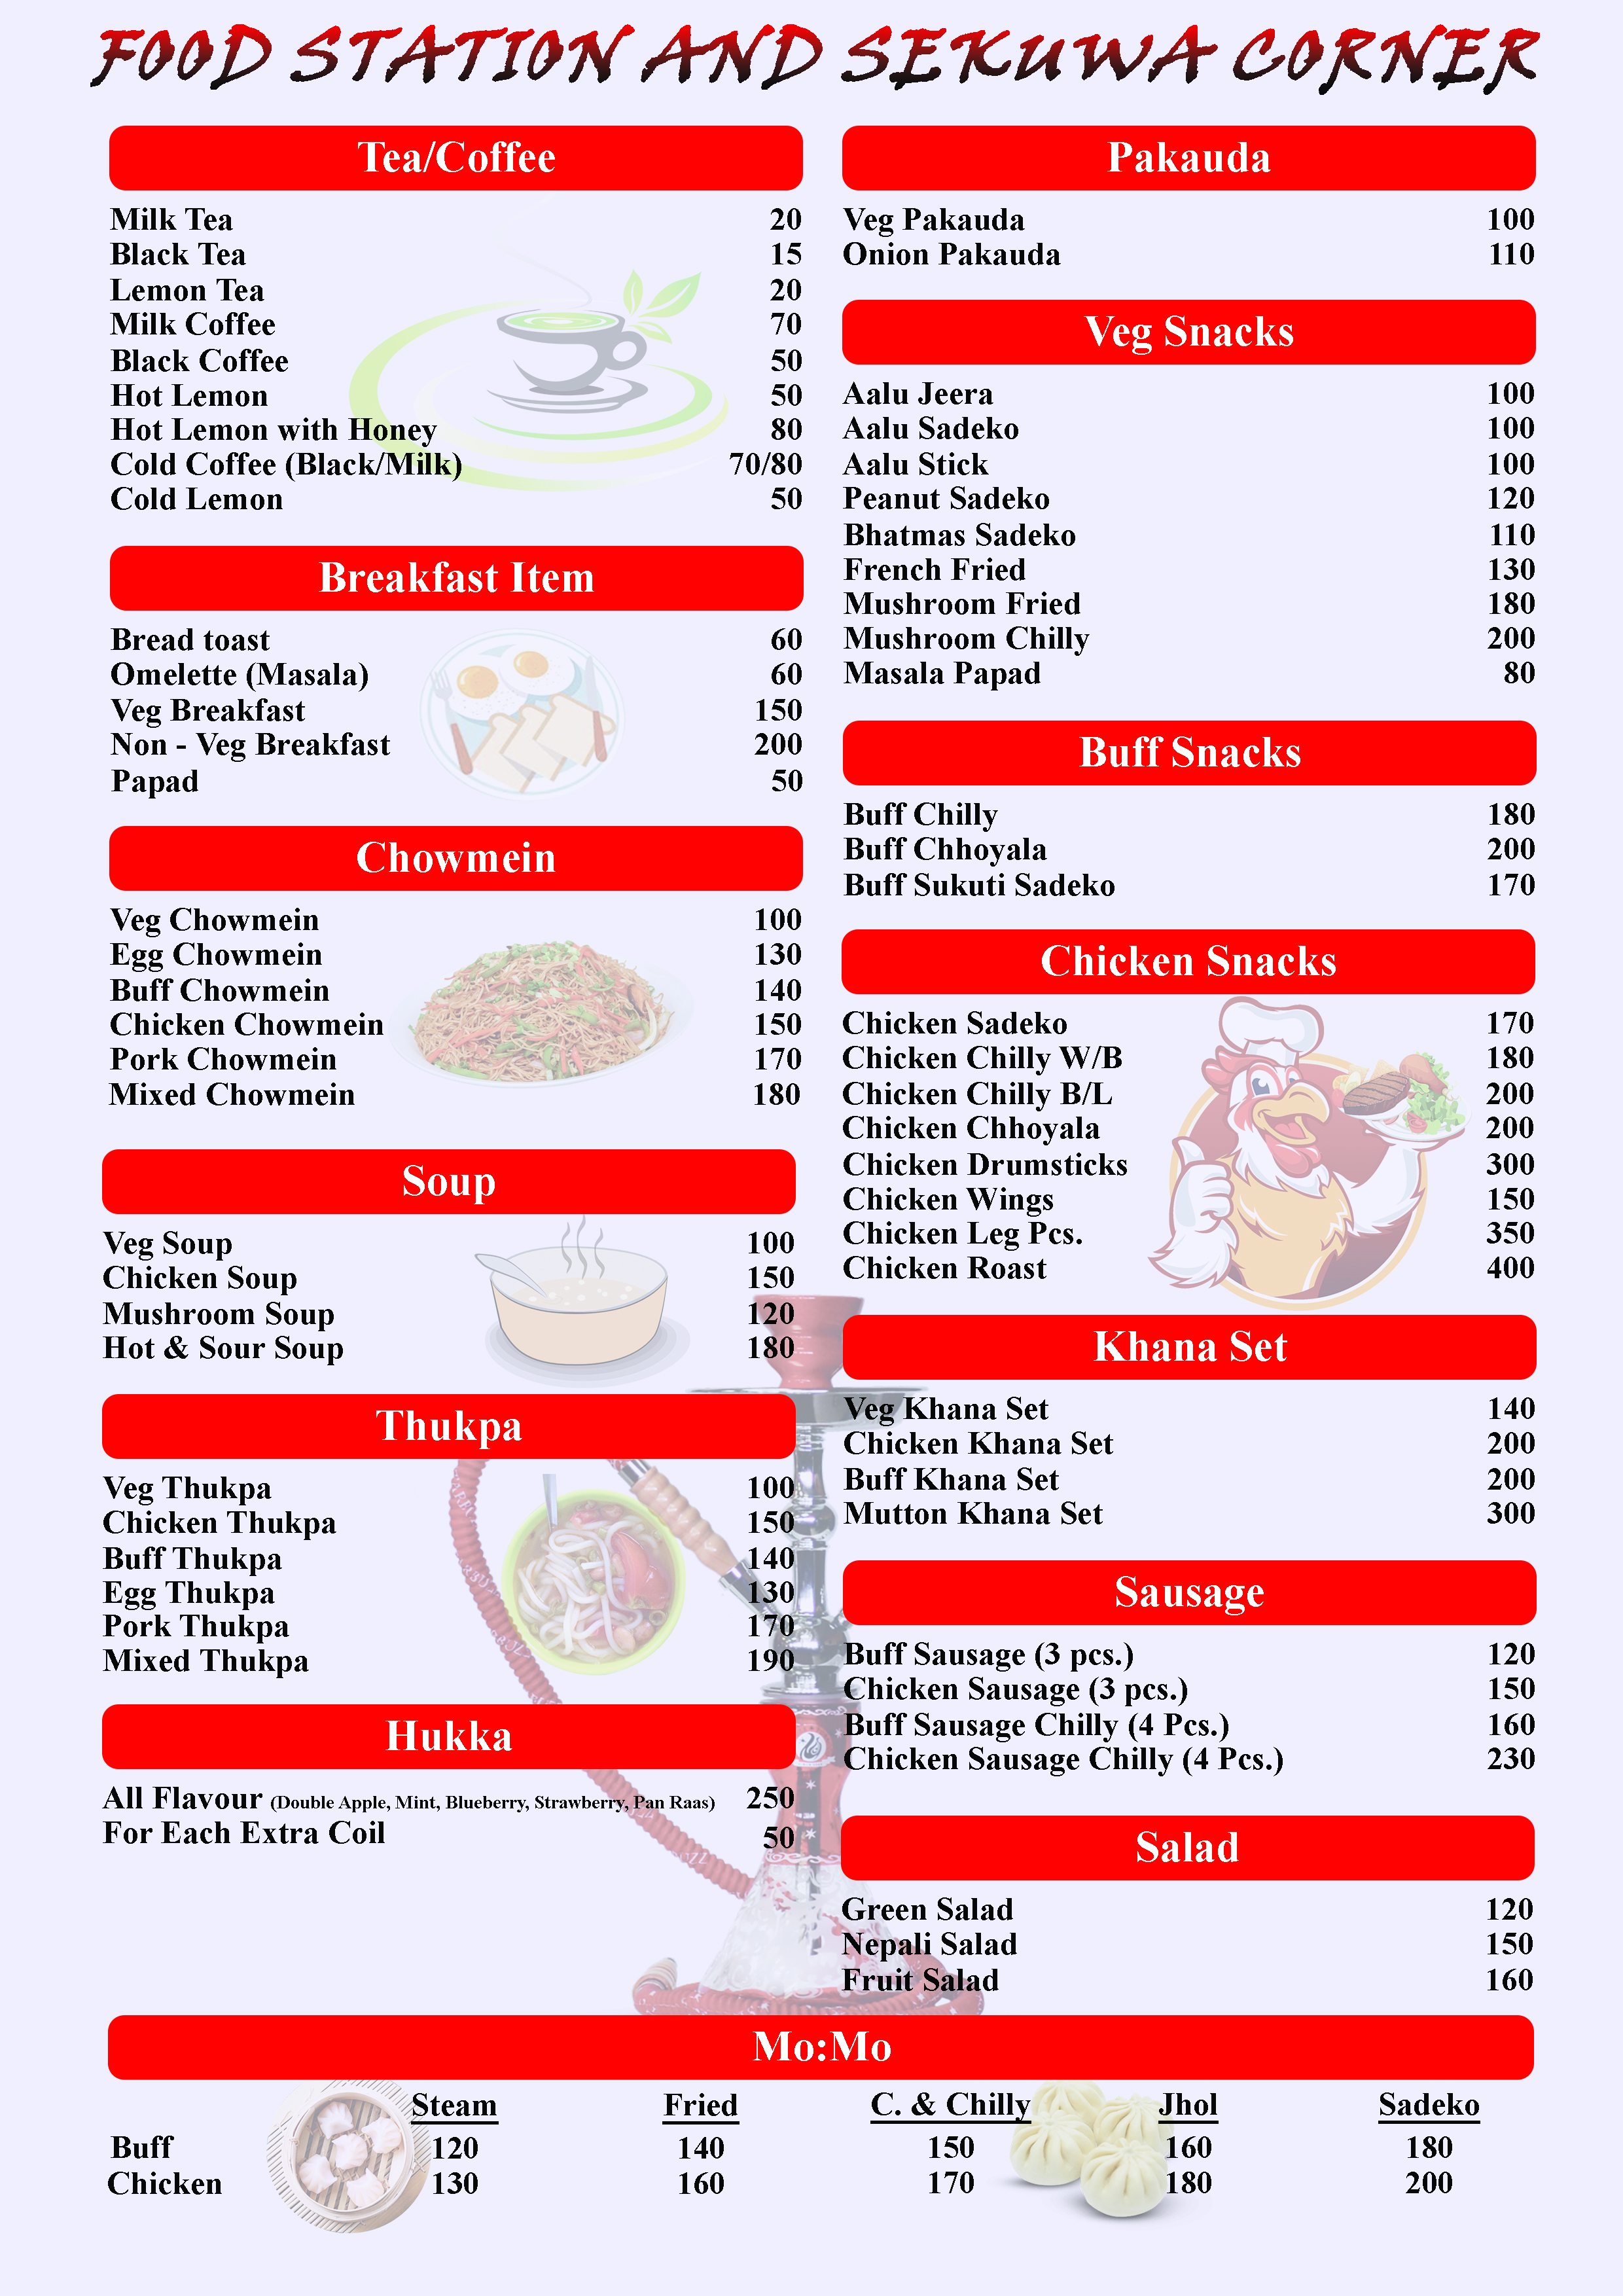 FOOD STATION AND SEKUWA CORNER
Tea/Coffee
Milk Tea 20
Black Tea 15
Lemon Tea 20
Milk Coffee 70
Black Coffee 50
Hot Lemon 50
Hot Lemon with Honey 80
Cold Coffee (Black/Milk) 70/80
Cold Lemon 50
Breakfast Item
Bread toast 60
Omelette (Masala) 60
Veg Breakfast 150
Non - Veg Breakfast 200
Papad 50
Chowmein
Veg Chowmein 100
Egg Chowmein 130
Buff Chowmein 140
Chicken Chowmein 150
Pork Chowmein 170
Mixed Chowmein 180
Soup
Veg Soup 100
Chicken Soup 150
Mushroom Soup 120
Hot & Sour Soup 180
Thukpa
Veg Thukpa 100
Chicken Thukpa 150
Buff Thukpa 140
Egg Thukpa 130
Pork Thukpa 170
Mixed Thukpa 190
Hukka
All Flavour (Double Apple, Mint, Blueberry, Strawberry, Pan Raas) 250
For Each Extra Coil 50
Pakauda
Veg Pakauda 100
Onion Pakauda 110
Veg Snacks
Aalu Jeera 100
Aalu Sadeko 100
Aalu Stick 100
Peanut Sadeko 120
Bhatmas Sadeko 110
French Fried 130
Mushroom Fried 180
Mushroom Chilly 200
Masala Papad 80
Buff Snacks
Buff Chilly 180
Buff Chhoyala 200
Buff Sukuti Sadeko 170
Chicken Snacks
Chicken Sadeko 170
Chicken Chilly W/B 180
Chicken Chilly B/L 200
Chicken Chhoyala 200
Chicken Drumsticks 300
Chicken Wings 150
Chicken Leg Pcs. 350
Chicken Roast 400
Khana Set
Veg Khana Set 140
Chicken Khana Set 200
Buff Khana Set 200
Mutton Khana Set 300
Sausage
Buff Sausage (3 pcs.) 120
Chicken Sausage (3 pcs.) 150
Buff Sausage Chilly (4 Pcs.) 160
Chicken Sausage Chilly (4 Pcs.) 230
Salad
Green Salad 120
Nepali Salad 150
Fruit Salad 160
Mo:Mo
Steam Fried C. & Chilly Jhol Sadeko
Buff 120 140 150 160 180
Chicken 130 160 170 180 200